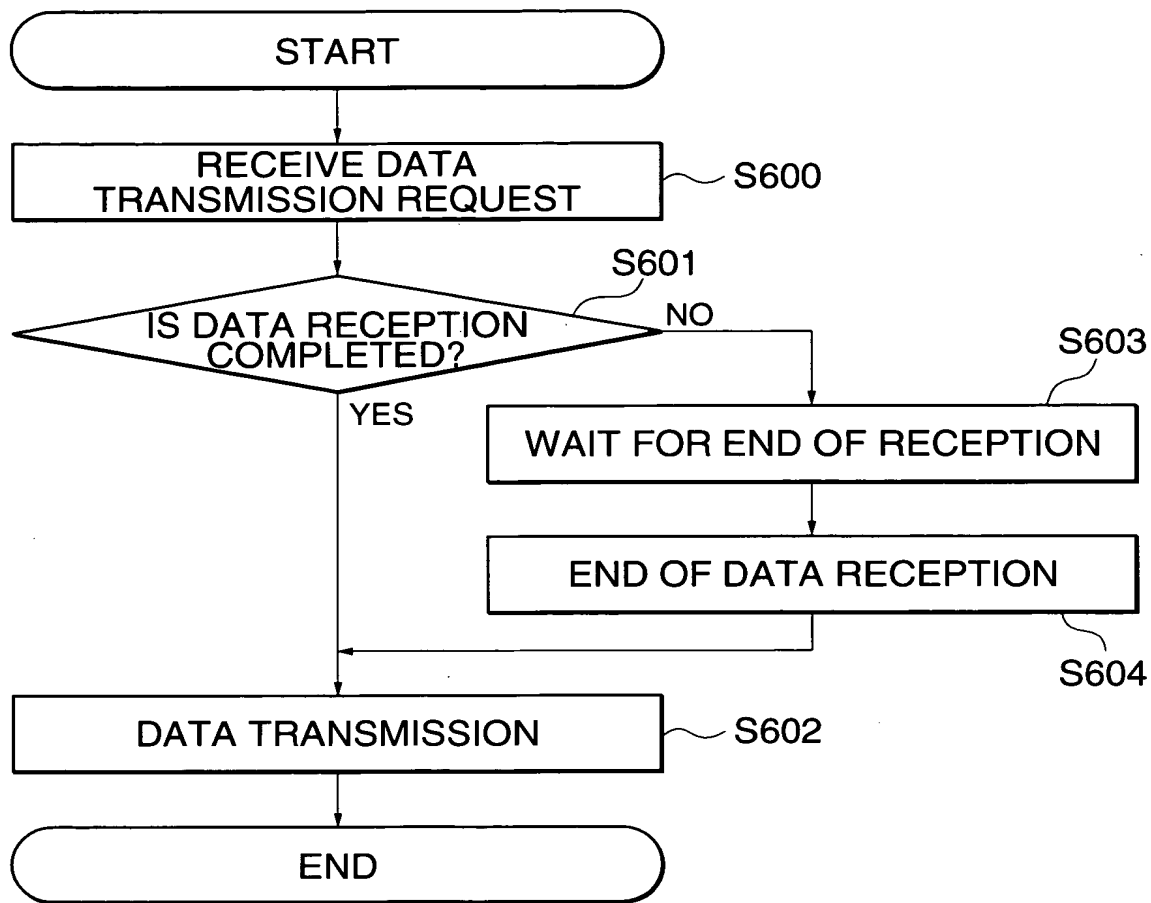 START
RECEIVE DATA
TRANSMISSION REQUEST
S600
S601
IS DATA RECEPTION
COMPLETED?
NO
YES
S603
WAIT FOR END OF RECEPTION
END OF DATA RECEPTION
S604
DATA TRANSMISSION
S602
END